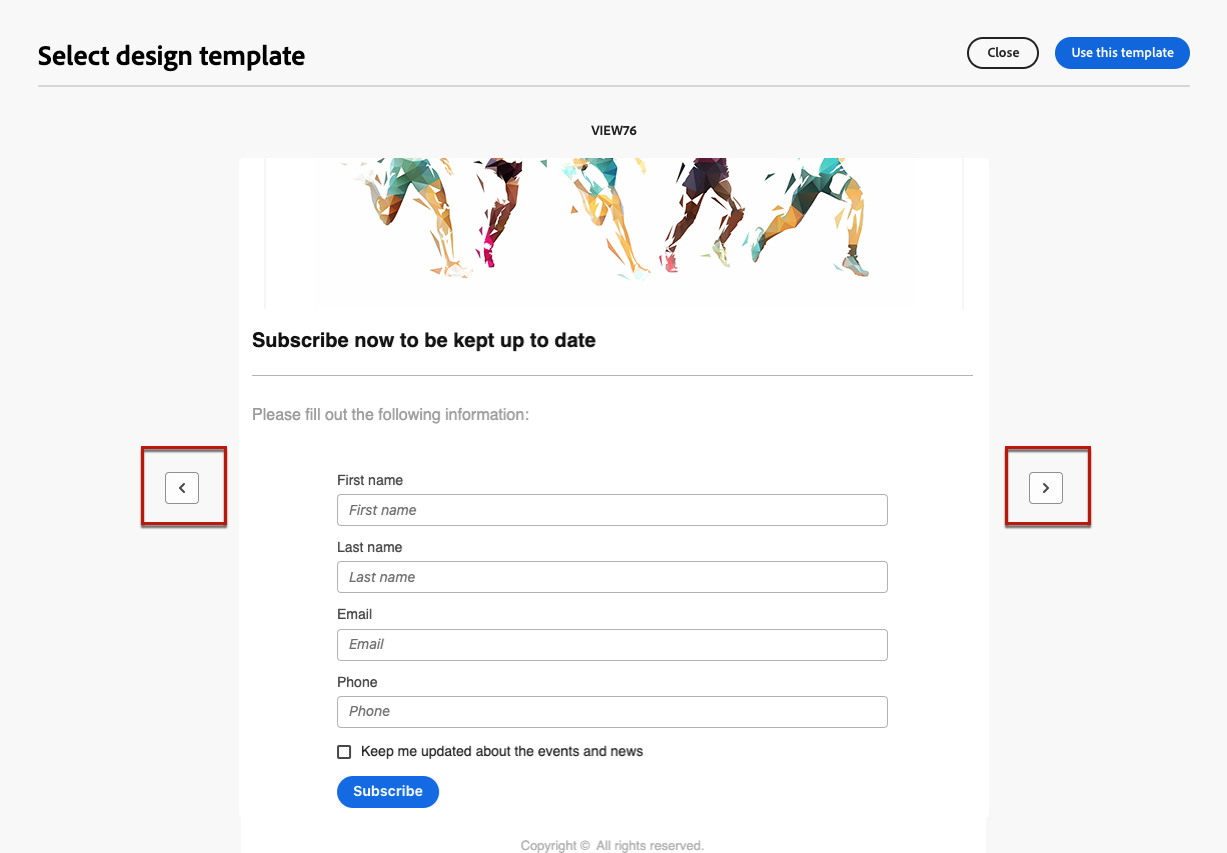 Select design template
Close
Use this template
VIEW76
Subscribe now to be kept up to date
Please fill out the following information:
First name
First name
Last name
Last name
Email
Email
Phone
Phone
Keep me updated about the events and news
Subscribe
Copyright © All rights reserved.